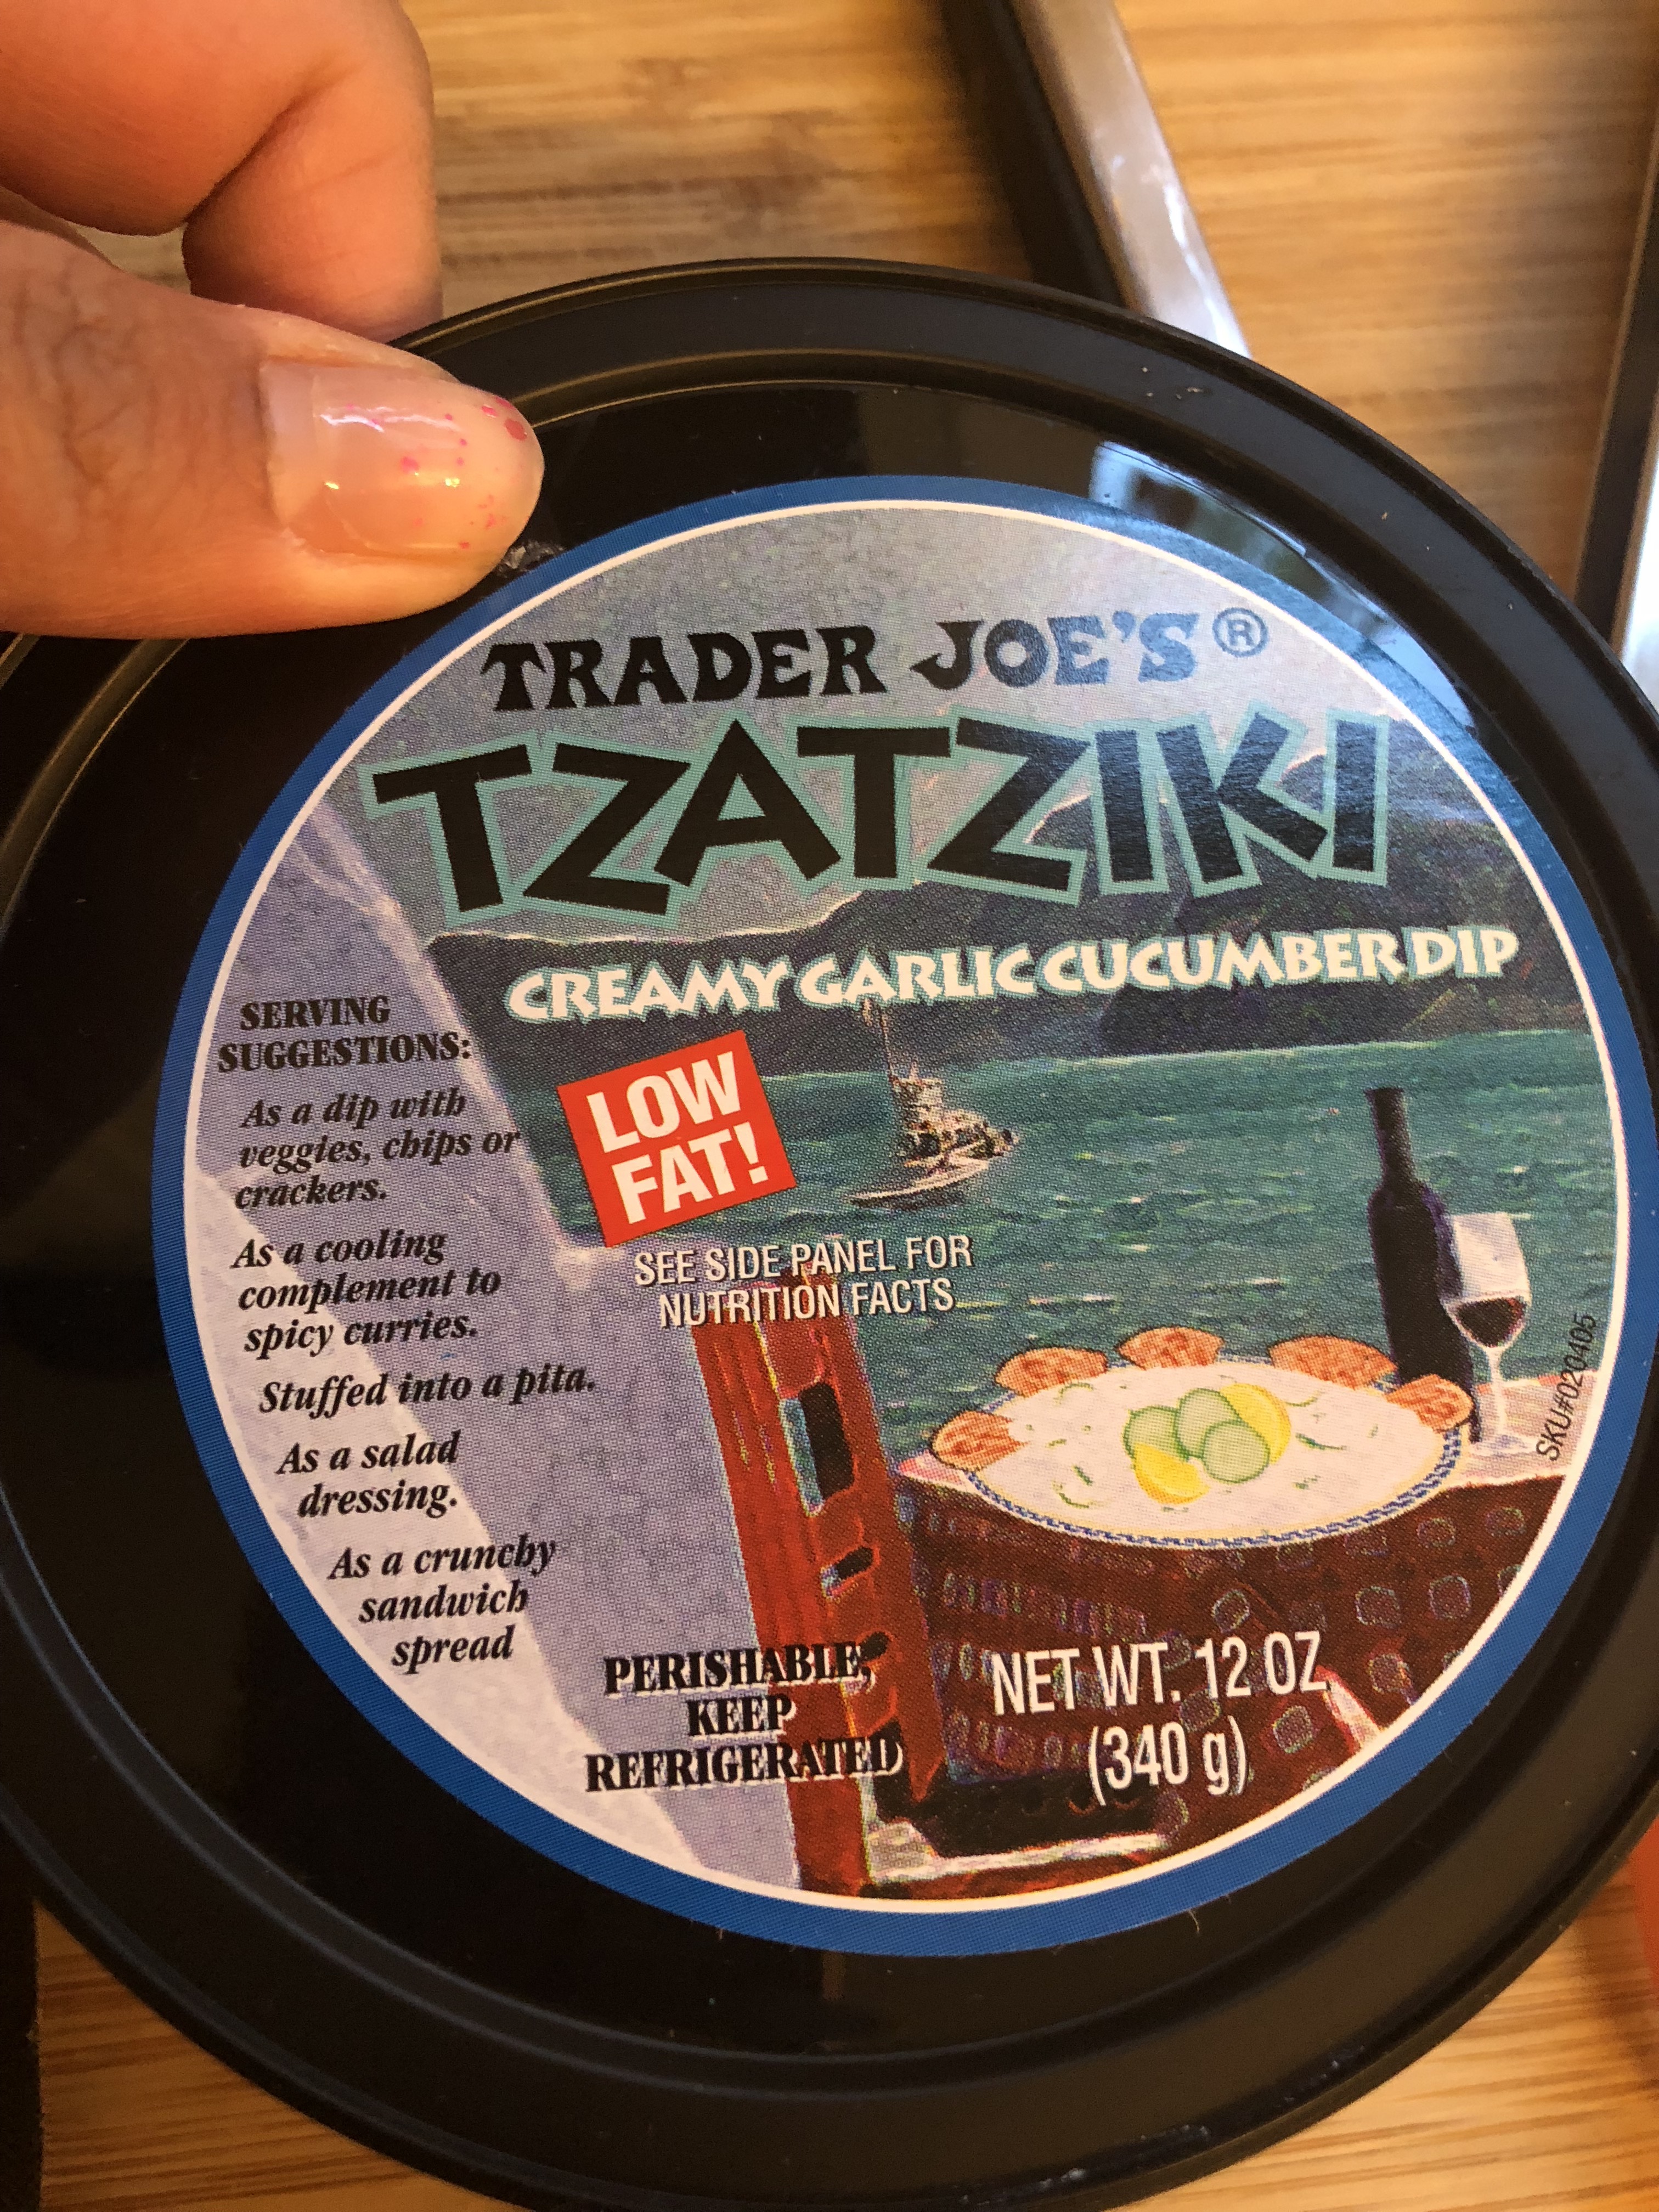 TRADER JOE'S®
TZATZIKI
CREAMY GARLIC CUCUMBER DIP
SERVING
SUGGESTIONS:
As a dip with
veggies, chips or
crackers.
As a cooling
complement to
spicy curries.
Stuffed into a pita.
As a salad
dressing.
As a crunchy
sandwich
spread
LOW
FAT!
SEE SIDE PANEL FOR
NUTRITION FACTS
PERISHABLE,
KEEP
REFRIGERATED
NET WT. 12 OZ
(340 g)
SKU#020405